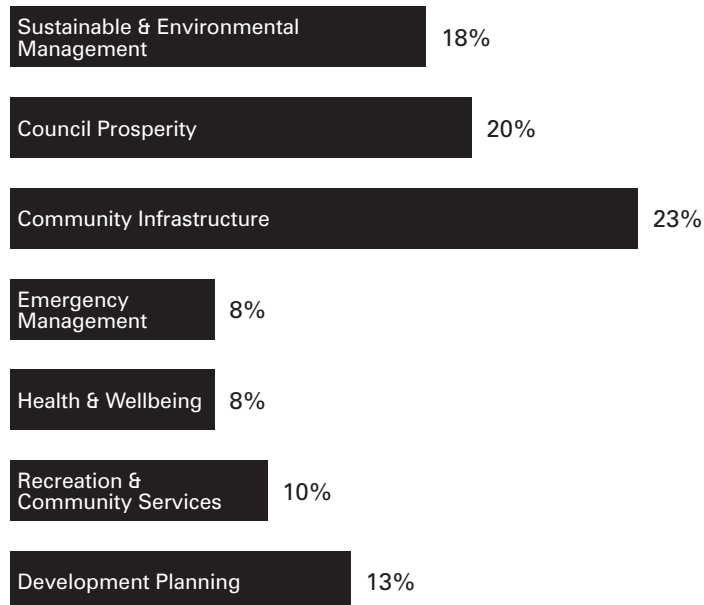 Sustainable & Environmental
Management
18%
Council Prosperity
20%
Community Infrastructure
23%
Emergency
Management
8%
Health & Wellbeing
8%
Recreation &
Community Services
10%
Development Planning
13%